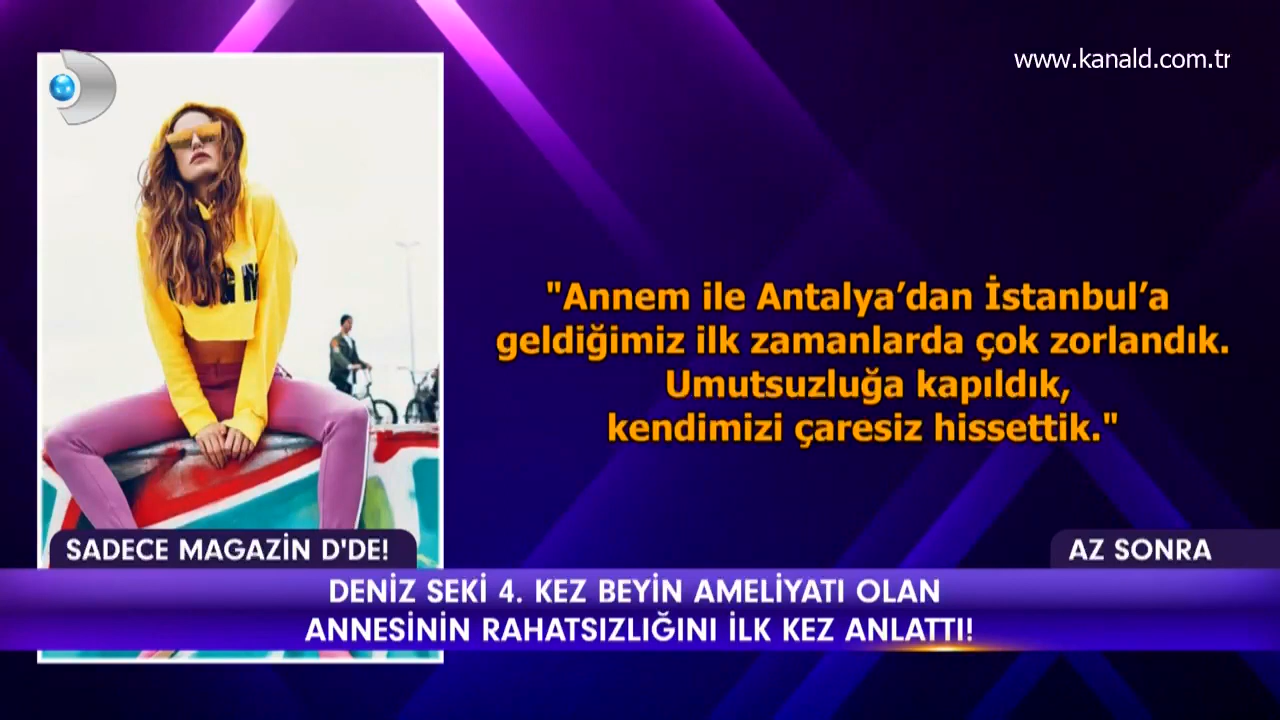 www.kanald.com.tr
"Annem ile Antalya’dan İstanbul’a
geldiğimiz ilk zamanlarda çok zorlandık.
Umutsuzluğa kapıldık,
kendimizi çaresiz hissettik."
SADECE MAGAZİN D'DE!
AZ SONRA
DENİZ SEKİ 4. KEZ BEYİN AMELİYATI OLAN
ANNESİNİN RAHATSIZLIĞINI İLK KEZ ANLATTI!